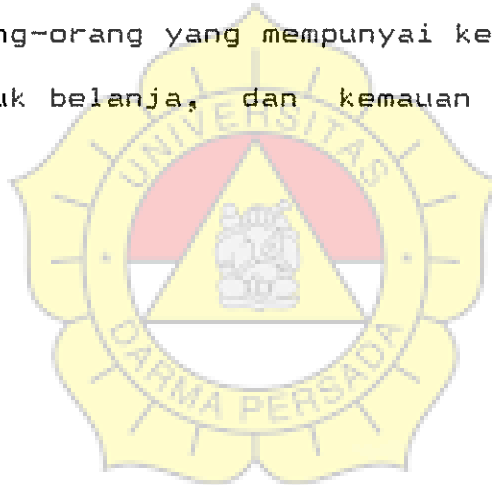 ng-orang yang mempunyai ke
uk belanja, dan kemauan
UNIVERSITAS
DARMA PERSADA